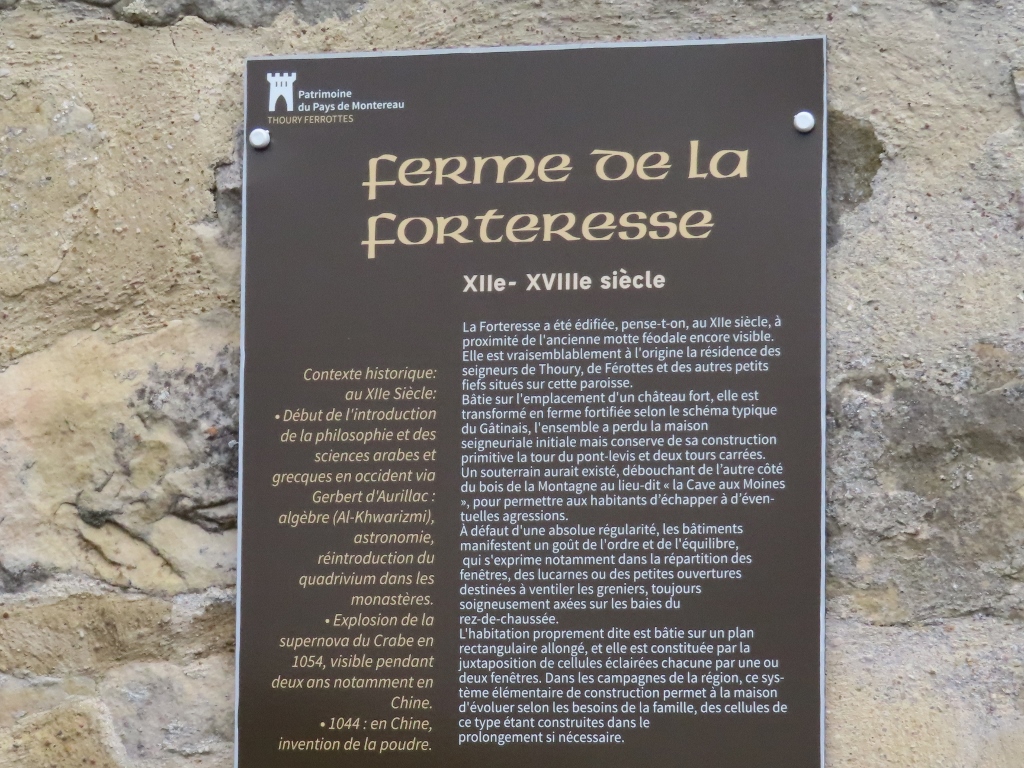 Patrimoine
du Pays de Montereau
THOURY FERROTTES
Ferme de la
Forteresse
XIIe- XVIIIe siècle
Contexte historique:
au XIIe Siècle:
• Début de l'introduction
de la philosophie et des
sciences arabes et
grecques en occident via
Gerbert d'Aurillac :
algèbre (Al-Khwarizmi),
astronomie,
réintroduction du
quadrivium dans les
monastères.
• Explosion de la
supernova du Crabe en
1054, visible pendant
deux ans notamment en
Chine.
• 1044 : en Chine,
invention de la poudre.
La Forteresse a été édifiée, pense-t-on, au XIIe siècle, à
proximité de l'ancienne motte féodale encore visible.
Elle est vraisemblablement à l'origine la résidence des
seigneurs de Thoury, de Férottes et des autres petits
fiefs situés sur cette paroisse.
Bâtie sur l'emplacement d'un château fort, elle est
transformé en ferme fortifiée selon le schéma typique
du Gâtinais, l'ensemble a perdu la maison
seigneuriale initiale mais conserve de sa construction
primitive la tour du pont-levis et deux tours carrées.
Un souterrain aurait existé, débouchant de l’autre côté
du bois de la Montagne au lieu-dit « la Cave aux Moines
», pour permettre aux habitants d’échapper à d’éven-
tuelles agressions.
À défaut d'une absolue régularité, les bâtiments
manifestent un goût de l'ordre et de l'équilibre,
qui s'exprime notamment dans la répartition des
fenêtres, des lucarnes ou des petites ouvertures
destinées à ventiler les greniers, toujours
soigneusement axées sur les baies du
rez-de-chaussée.
L'habitation proprement dite est bâtie sur un plan
rectangulaire allongé, et elle est constituée par la
juxtaposition de cellules éclairées chacune par une ou
deux fenêtres. Dans les campagnes de la région, ce sys-
tème élémentaire de construction permet à la maison
d'évoluer selon les besoins de la famille, des cellules de
ce type étant construites dans le
prolongement si nécessaire.